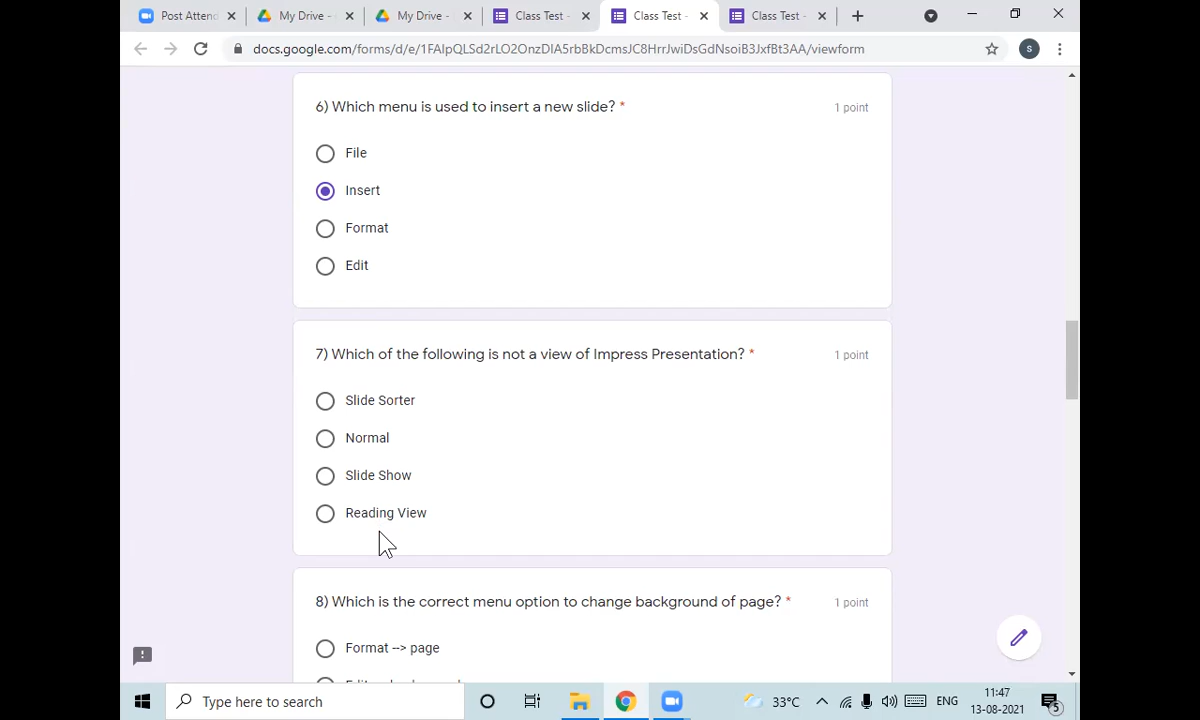 Post Attend
My Drive -
My Drive -
Class Test -
Class Test -
Class Test -
docs.google.com/forms/d/e/1FAIpQLSd2rLO2OnzDIA5rbBkDcmsJC8HrrJwiDsGdNsoiB3JxfBt3AA/viewform
S
6) Which menu is used to insert a new slide? *
1 point
File
Insert
Format
Edit
7) Which of the following is not a view of Impress Presentation? *
1 point
Slide Sorter
Normal
Slide Show
Reading View
8) Which is the correct menu option to change background of page? *
1 point
Format --> page
Type here to search
33°C
ENG
11:47
13-08-2021
5